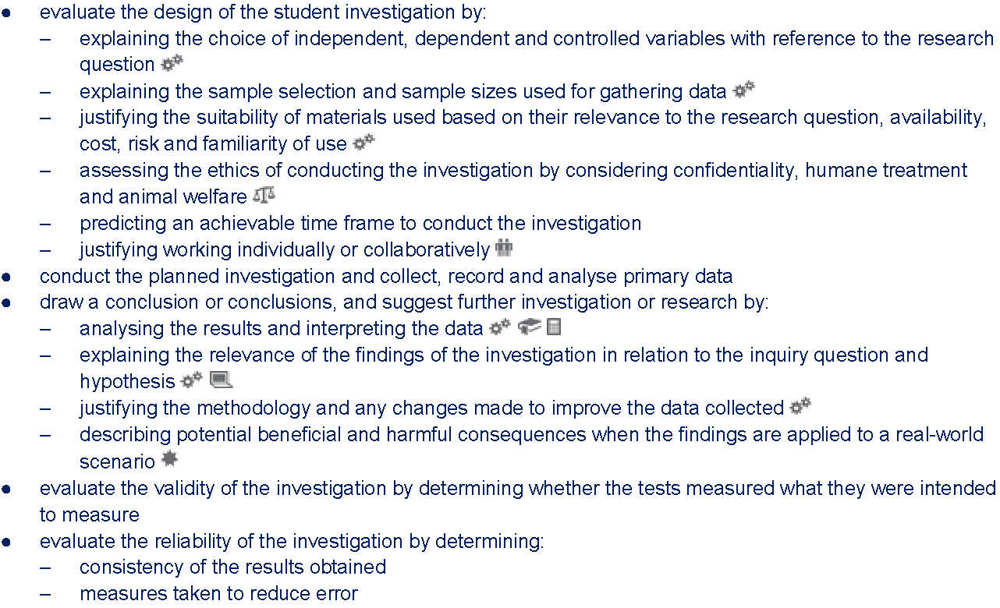 ● evaluate the design of the student investigation by:
– explaining the choice of independent, dependent and controlled variables with reference to the research
question
– explaining the sample selection and sample sizes used for gathering data
– justifying the suitability of materials used based on their relevance to the research question, availability,
cost, risk and familiarity of use
– assessing the ethics of conducting the investigation by considering confidentiality, humane treatment
and animal welfare
– predicting an achievable time frame to conduct the investigation
– justifying working individually or collaboratively
● conduct the planned investigation and collect, record and analyse primary data
● draw a conclusion or conclusions, and suggest further investigation or research by:
– analysing the results and interpreting the data
– explaining the relevance of the findings of the investigation in relation to the inquiry question and
hypothesis
– justifying the methodology and any changes made to improve the data collected
– describing potential beneficial and harmful consequences when the findings are applied to a real-world
scenario
● evaluate the validity of the investigation by determining whether the tests measured what they were intended
to measure
● evaluate the reliability of the investigation by determining:
– consistency of the results obtained
– measures taken to reduce error